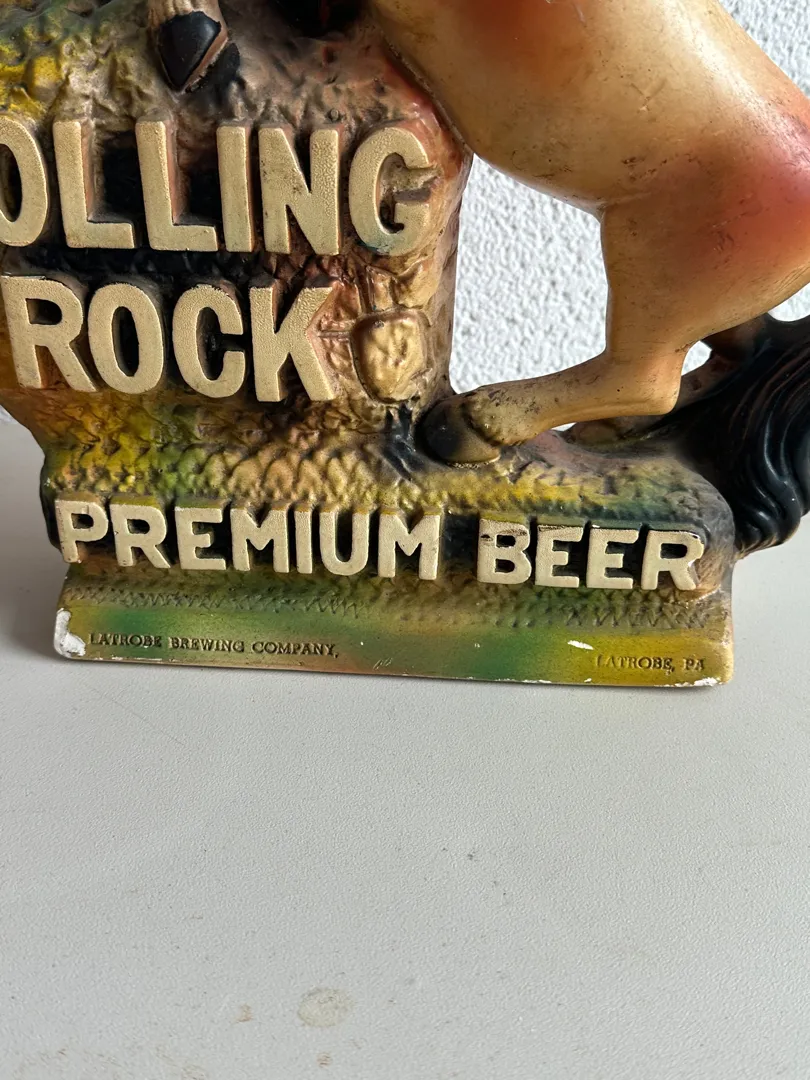 OLLING
ROCK
PREMIUM BEER
LATROBE BREWING COMPANY, LATROBE, PA